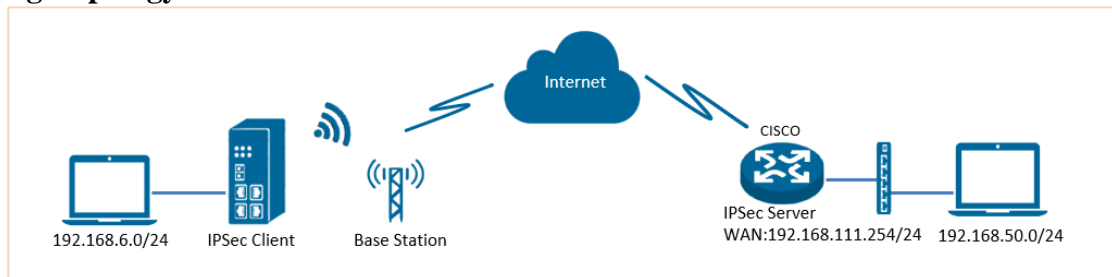 Internet
CISCO
IPSec Server
WAN:192.168.111.254/24
192.168.6.0/24
IPSec Client
Base Station
192.168.50.0/24